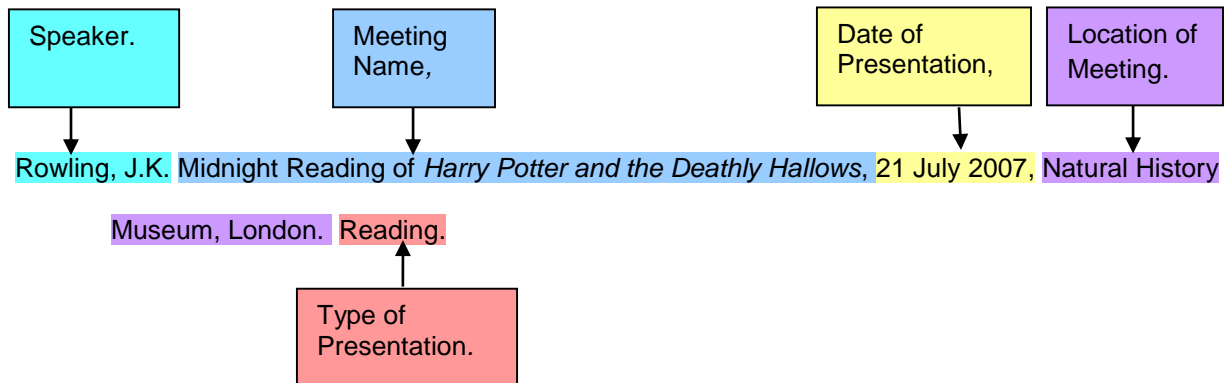 Speaker.
Meeting
Name,
Date of
Presentation,
Location of
Meeting.
Rowling, J.K. Midnight Reading of Harry Potter and the Deathly Hallows, 21 July 2007, Natural History
Museum, London. Reading.
Type of
Presentation.